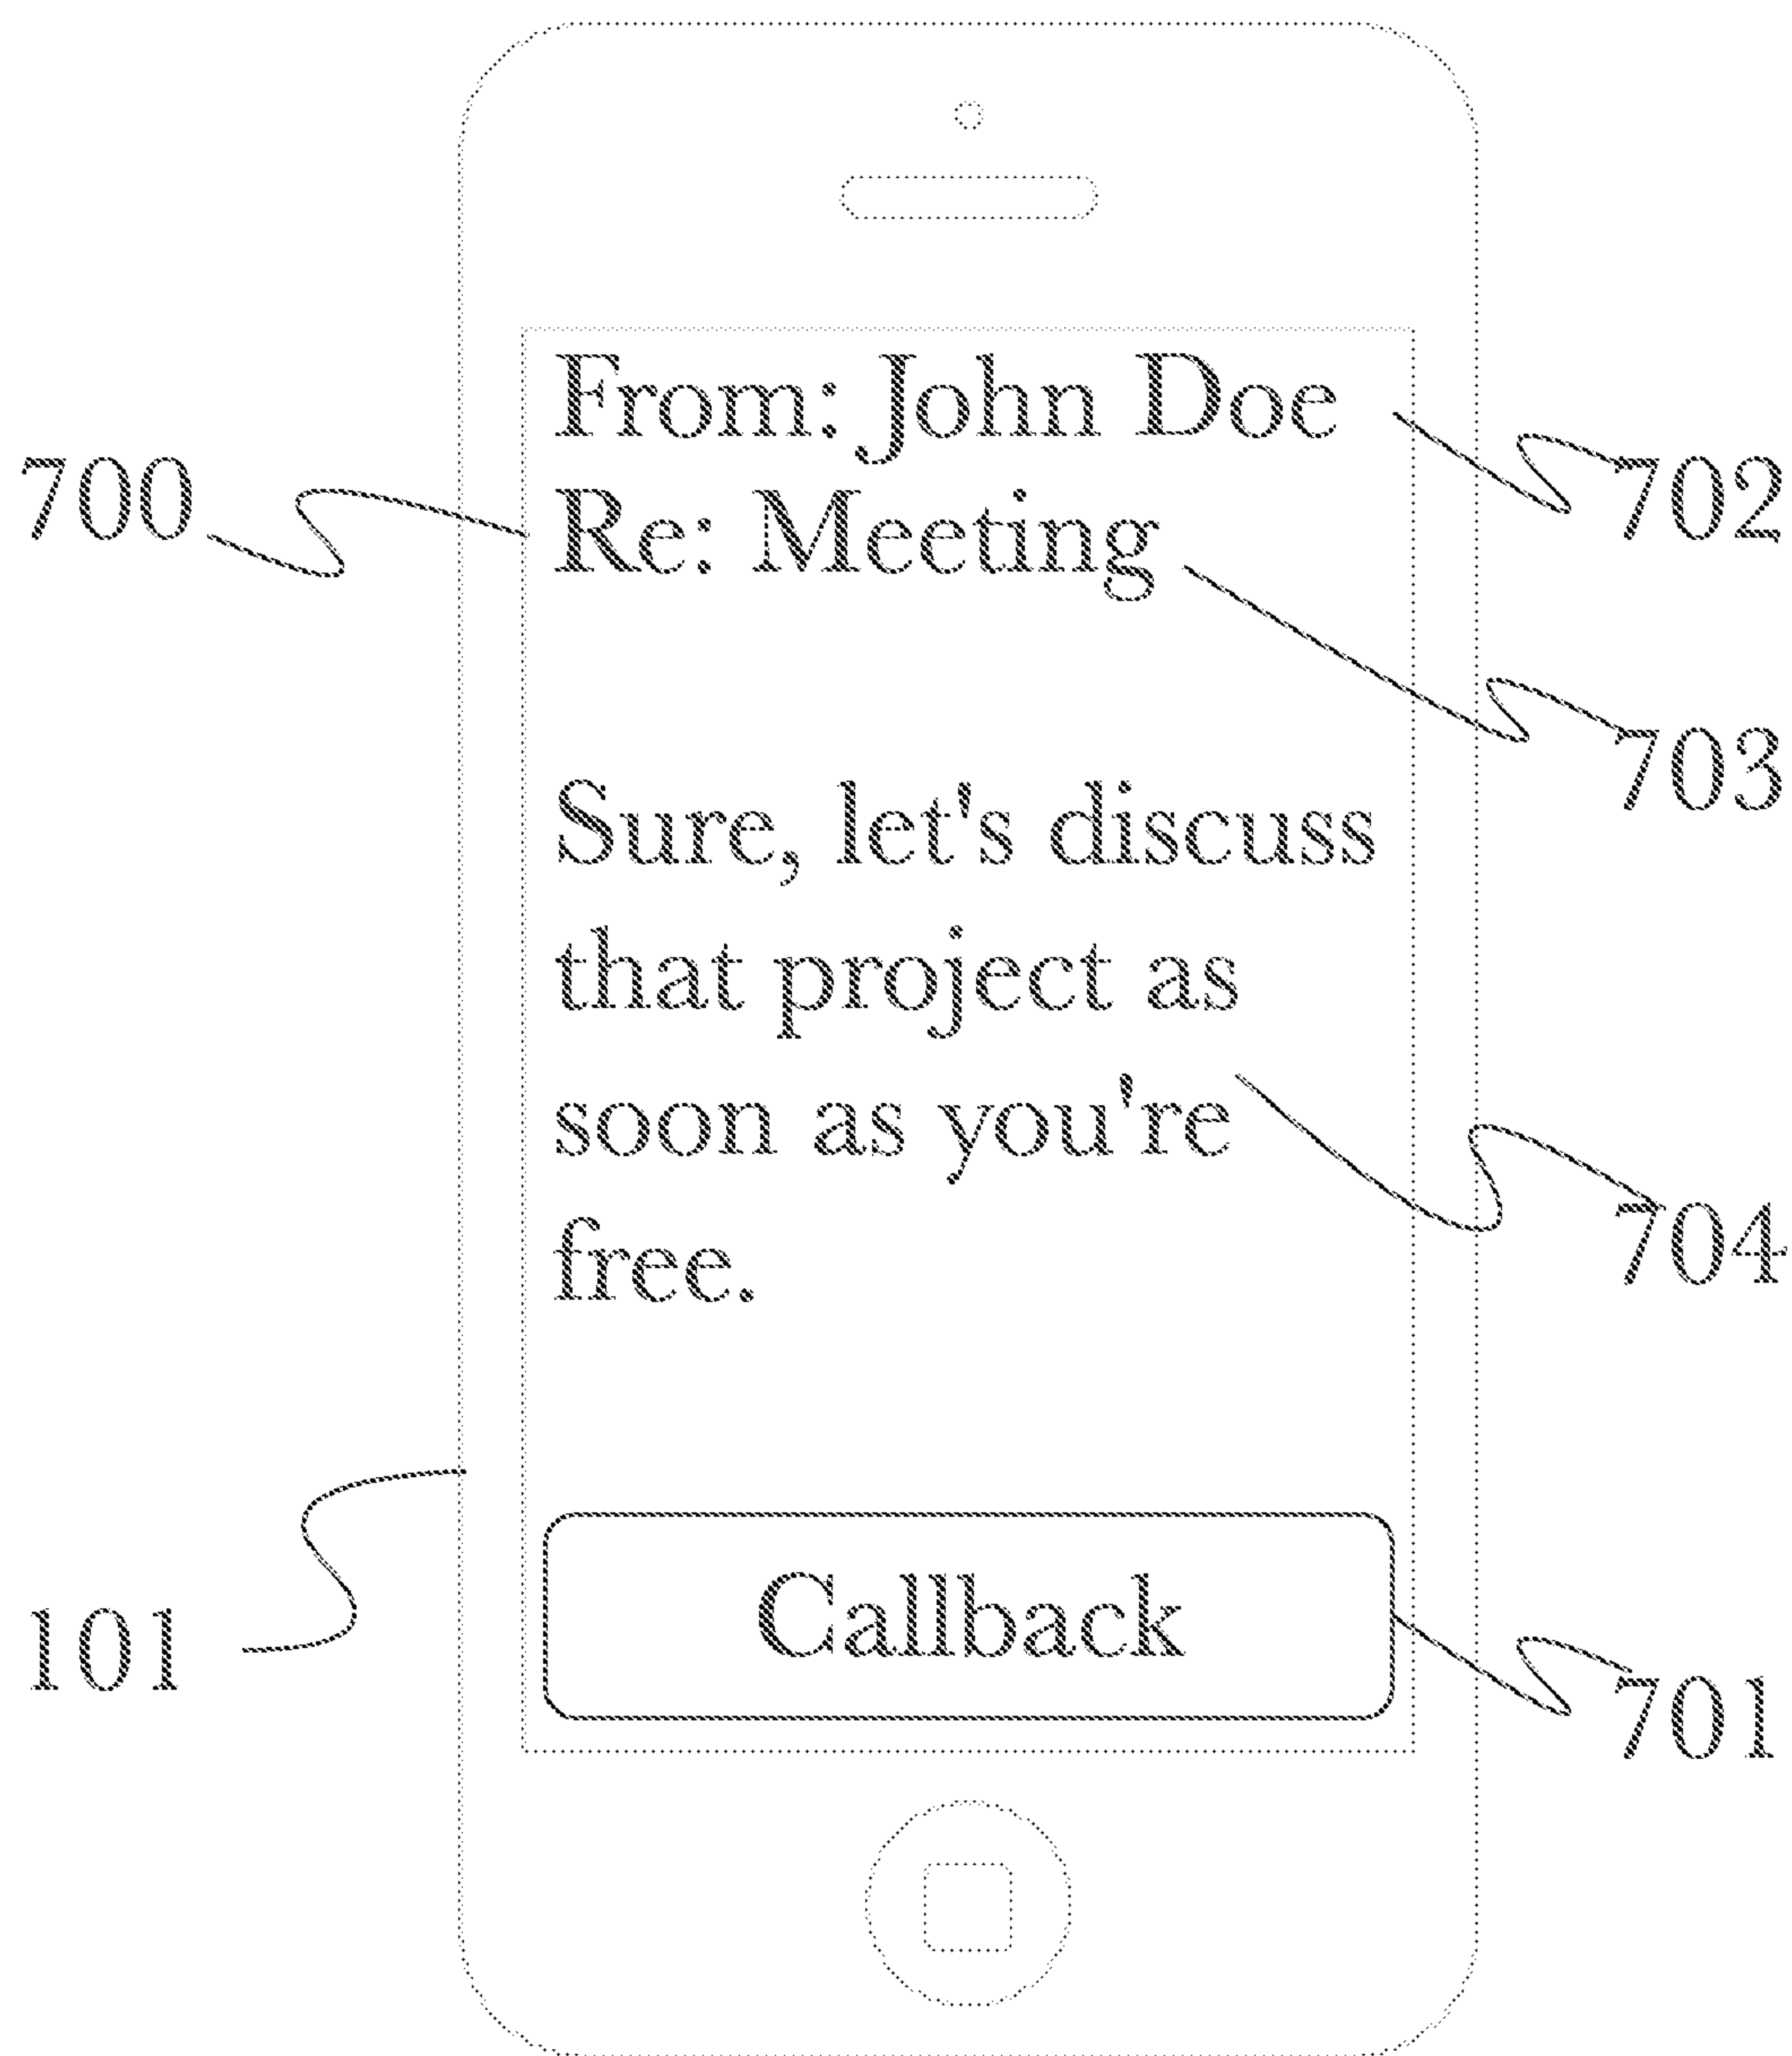 From: John Doe
702
700
Re: Meeting
703
Sure, let's discuss
that project as
soon as you're
704
free.
101
Callback
701